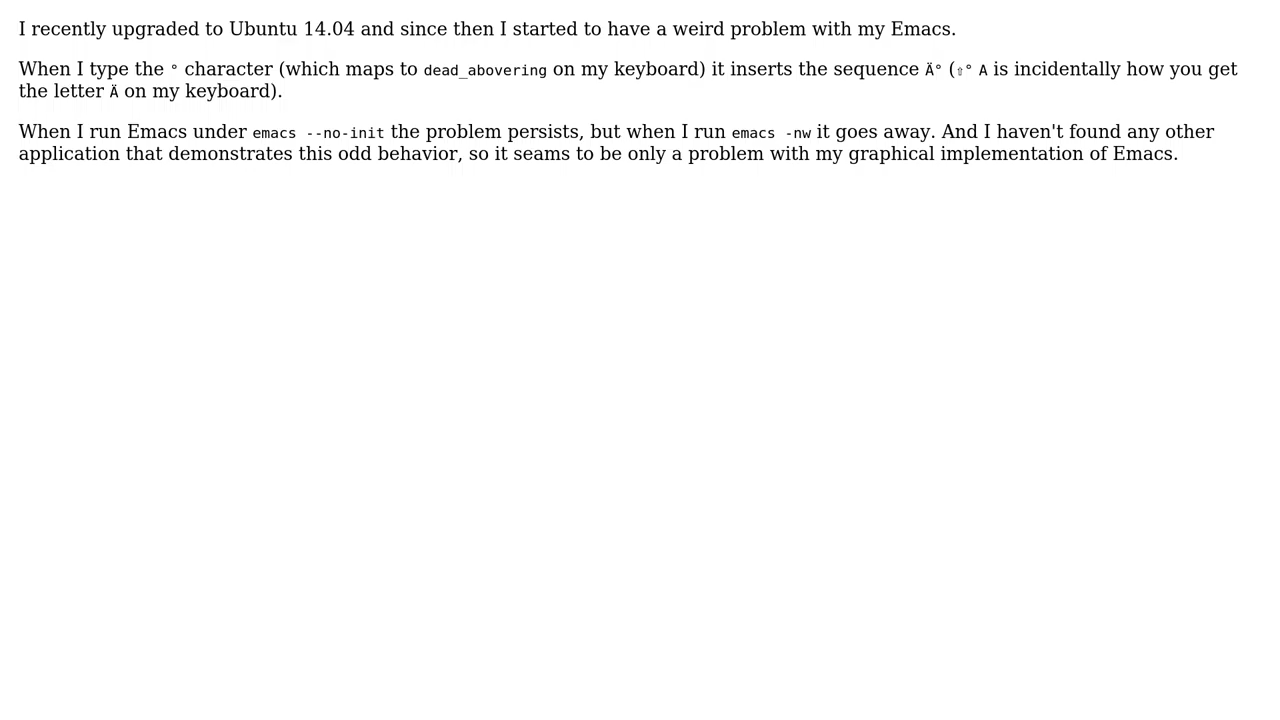 I recently upgraded to Ubuntu 14.04 and since then I started to have a weird problem with my Emacs.
When I type the ° character (which maps to dead_abovering on my keyboard) it inserts the sequence Ä° (⇧° A is incidentally how you get
the letter Ä on my keyboard).
When I run Emacs under emacs --no-init the problem persists, but when I run emacs -nw it goes away. And I haven't found any other
application that demonstrates this odd behavior, so it seams to be only a problem with my graphical implementation of Emacs.